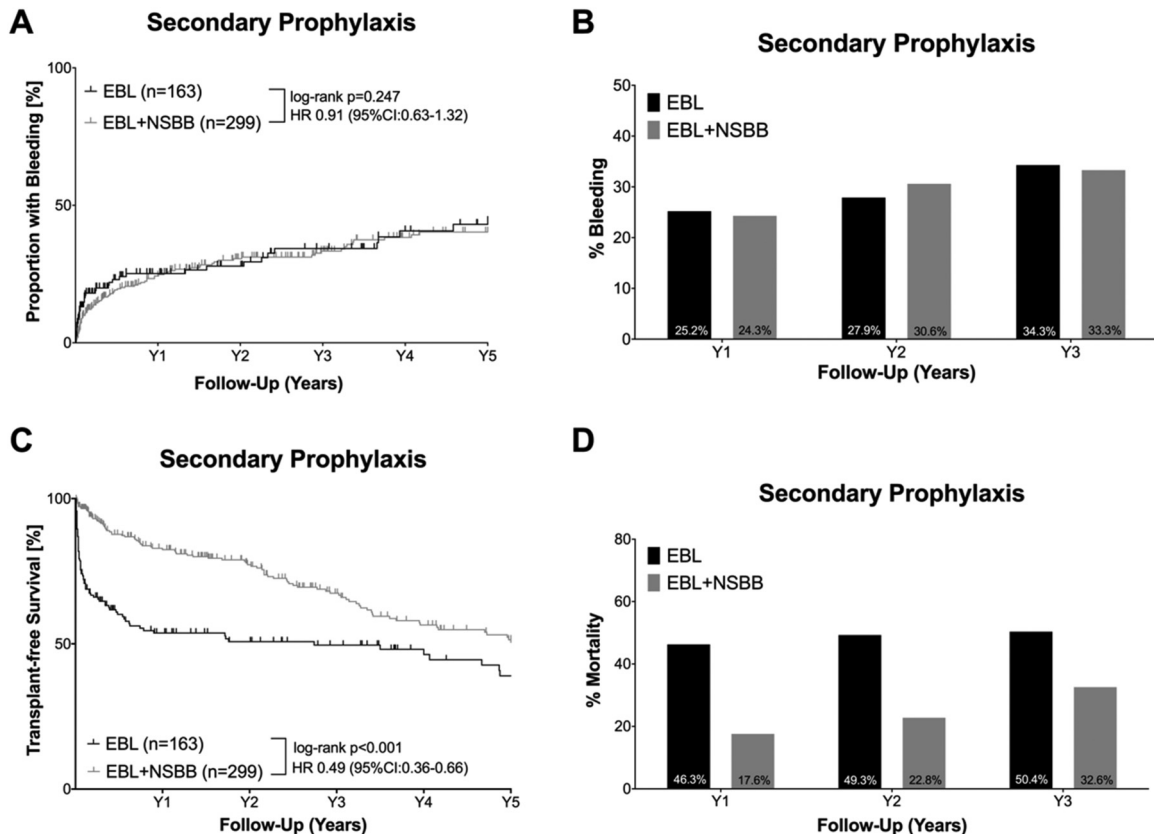 A
Secondary Prophylaxis
Proportion with Bleeding [%]
100
50
0
EBL (n=163)
EBL+NSBB (n=299)
log-rank p=0.247
HR 0.91 (95%CI:0.63-1.32)
Y1 Y2 Y3 Y4 Y5
Follow-Up (Years)
B
Secondary Prophylaxis
% Bleeding
50
40
30
20
10
0
EBL
EBL+NSBB
25.2% 24.3% 27.9% 30.6% 34.3% 33.3%
Y1 Y2 Y3
Follow-Up (Years)
C
Secondary Prophylaxis
Transplant-free Survival [%]
100
50
0
EBL (n=163)
EBL+NSBB (n=299)
log-rank p<0.001
HR 0.49 (95%CI:0.36-0.66)
Y1 Y2 Y3 Y4 Y5
Follow-Up (Years)
D
Secondary Prophylaxis
% Mortality
80
60
40
20
0
EBL
EBL+NSBB
46.3% 17.6% 49.3% 22.8% 50.4% 32.6%
Y1 Y2 Y3
Follow-Up (Years)